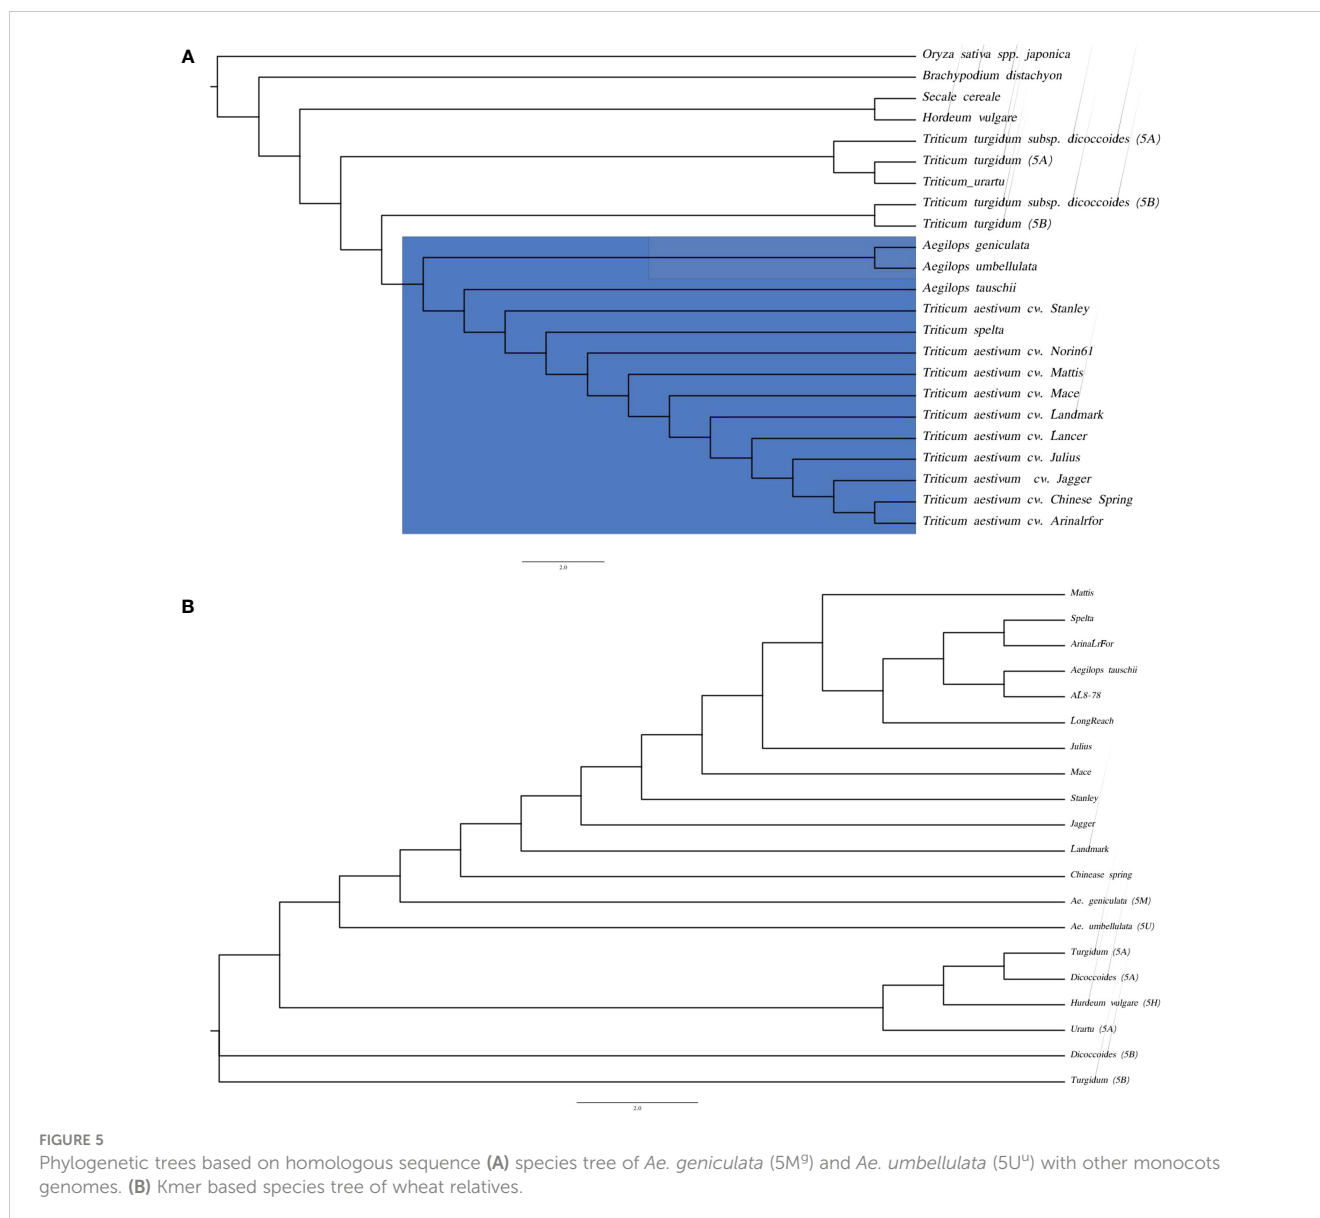 A
Oryza sativa spp. japonica
Brachypodium distachyon
Secale cereale
Hordeum vulgare
Triticum turgidum subsp. dicoccoides (5A)
Triticum turgidum (5A)
Triticum_urartu
Triticum turgidum subsp. dicoccoides (5B)
Triticum turgidum (5B)
Aegilops geniculata
Aegilops umbellulata
Aegilops tauschii
Triticum aestivum cv. Stanley
Triticum spelta
Triticum aestivum cv. Norin61
Triticum aestivum cv. Mattis
Triticum aestivum cv. Mace
Triticum aestivum cv. Landmark
Triticum aestivum cv. Lancer
Triticum aestivum cv. Julius
Triticum aestivum cv. Jagger
Triticum aestivum cv. Chinese Spring
Triticum aestivum cv. Arinalrfor
2.0
B
Mattis
Spelta
ArinaLrFor
Aegilops tauschii
AL8-78
LongReach
Julius
Mace
Stanley
Jagger
Landmark
Chinease spring
Ae. geniculata (5M)
Ae. umbellulata (5U)
Turgidum (5A)
Dicoccoides (5A)
Hurdeum vulgare (5H)
Urartu (5A)
Dicoccoides (5B)
Turgidum (5B)
2.0
FIGURE 5
Phylogenetic trees based on homologous sequence (A) species tree of Ae. geniculata (5Mᵍ) and Ae. umbellulata (5Uᵘ) with other monocots
genomes. (B) Kmer based species tree of wheat relatives.